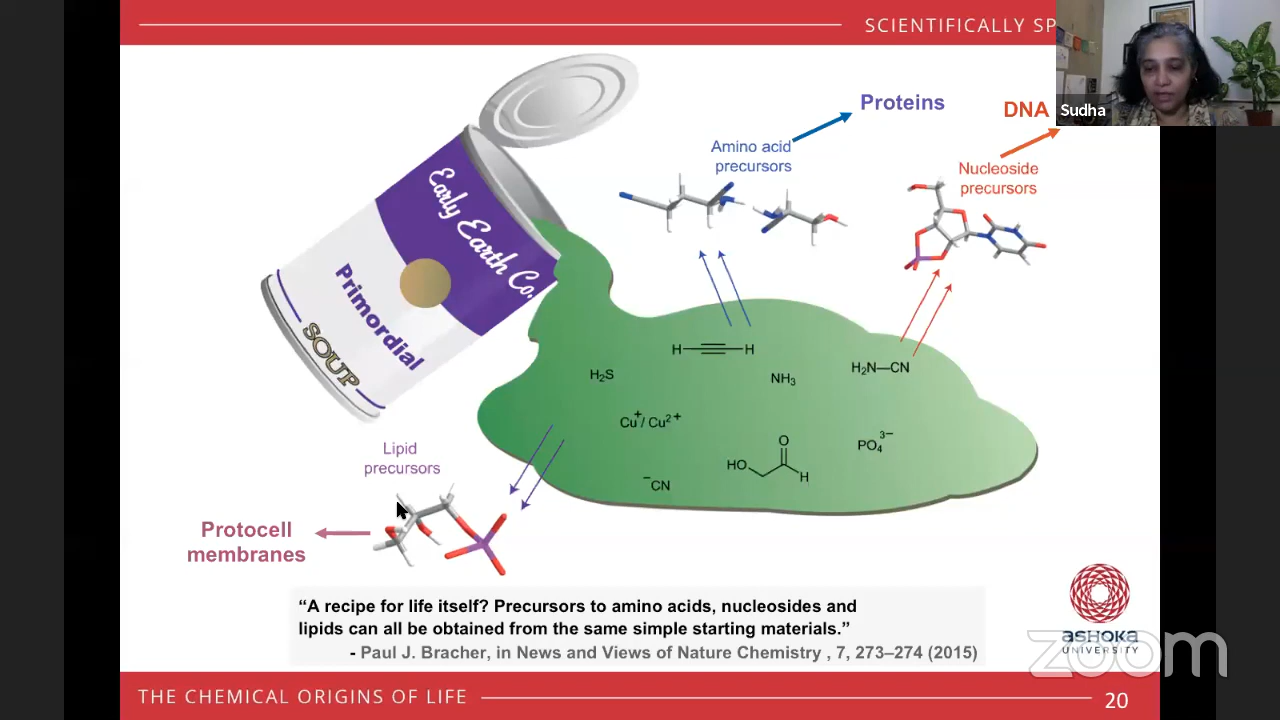 SCIENTIFICALLY SP
Sudha
Early Earth Co.
Primordial
SOUP
Amino acid
precursors
Proteins
DNA
Nucleoside
precursors
H—≡—H
H₂S
NH₃
H₂N—CN
Cu⁺/ Cu²⁺
PO₄³⁻
O
HO
H
⁻CN
Lipid
precursors
Protocell
membranes
“A recipe for life itself? Precursors to amino acids, nucleosides and
lipids can all be obtained from the same simple starting materials.”
- Paul J. Bracher, in News and Views of Nature Chemistry , 7, 273–274 (2015)
ASHOKA
UNIVERSITY
zoom
THE CHEMICAL ORIGINS OF LIFE
20